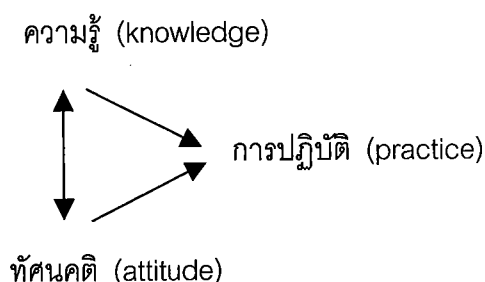 ความรู้ (knowledge)
การปฏิบัติ (practice)
ทัศนคติ (attitude)